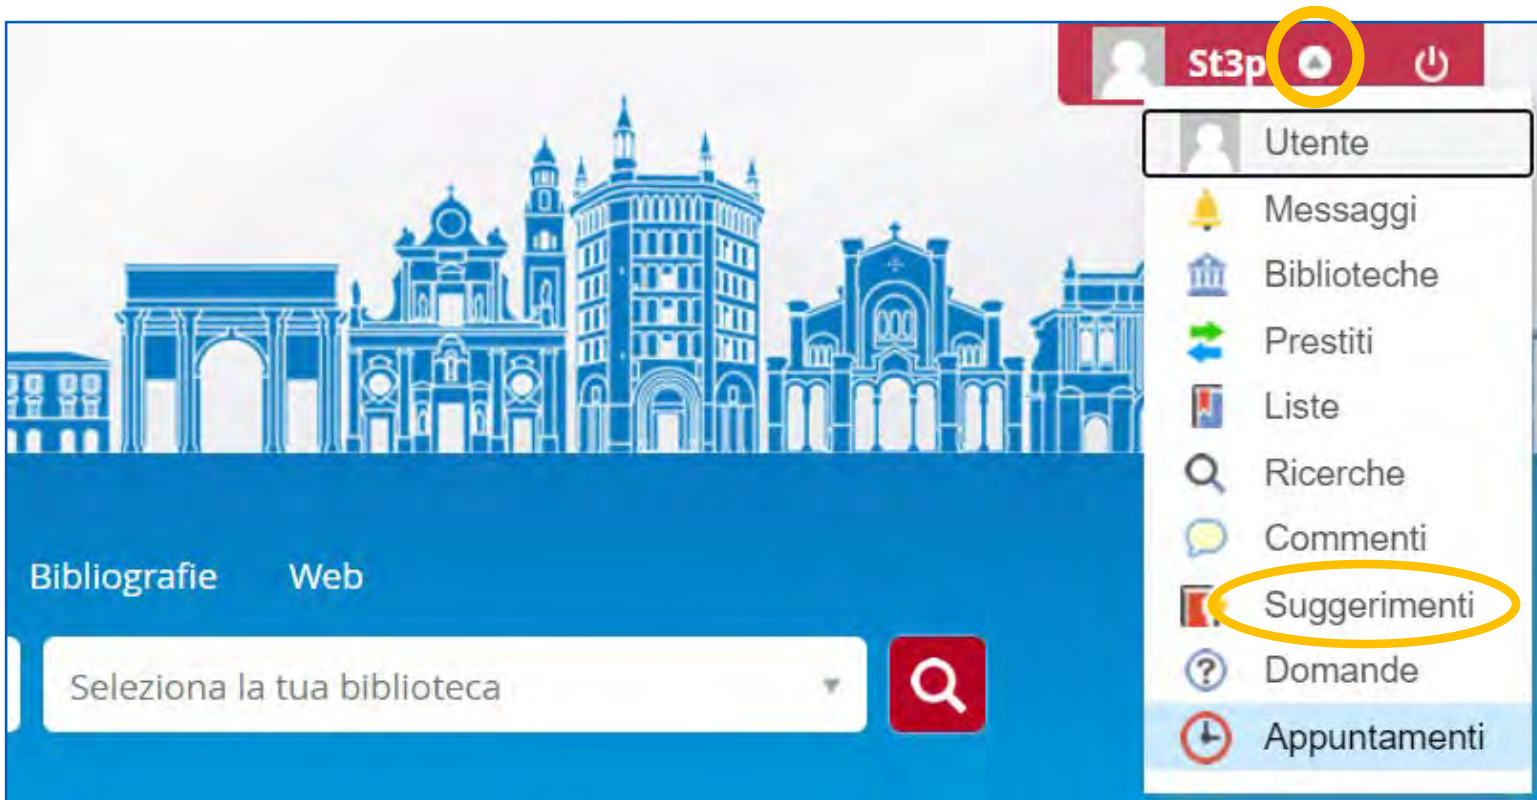 St3p
Utente
Messaggi
Biblioteche
Prestiti
Liste
Ricerche
Commenti
Suggerimenti
Domande
Appuntamenti
Bibliografie Web
Seleziona la tua biblioteca